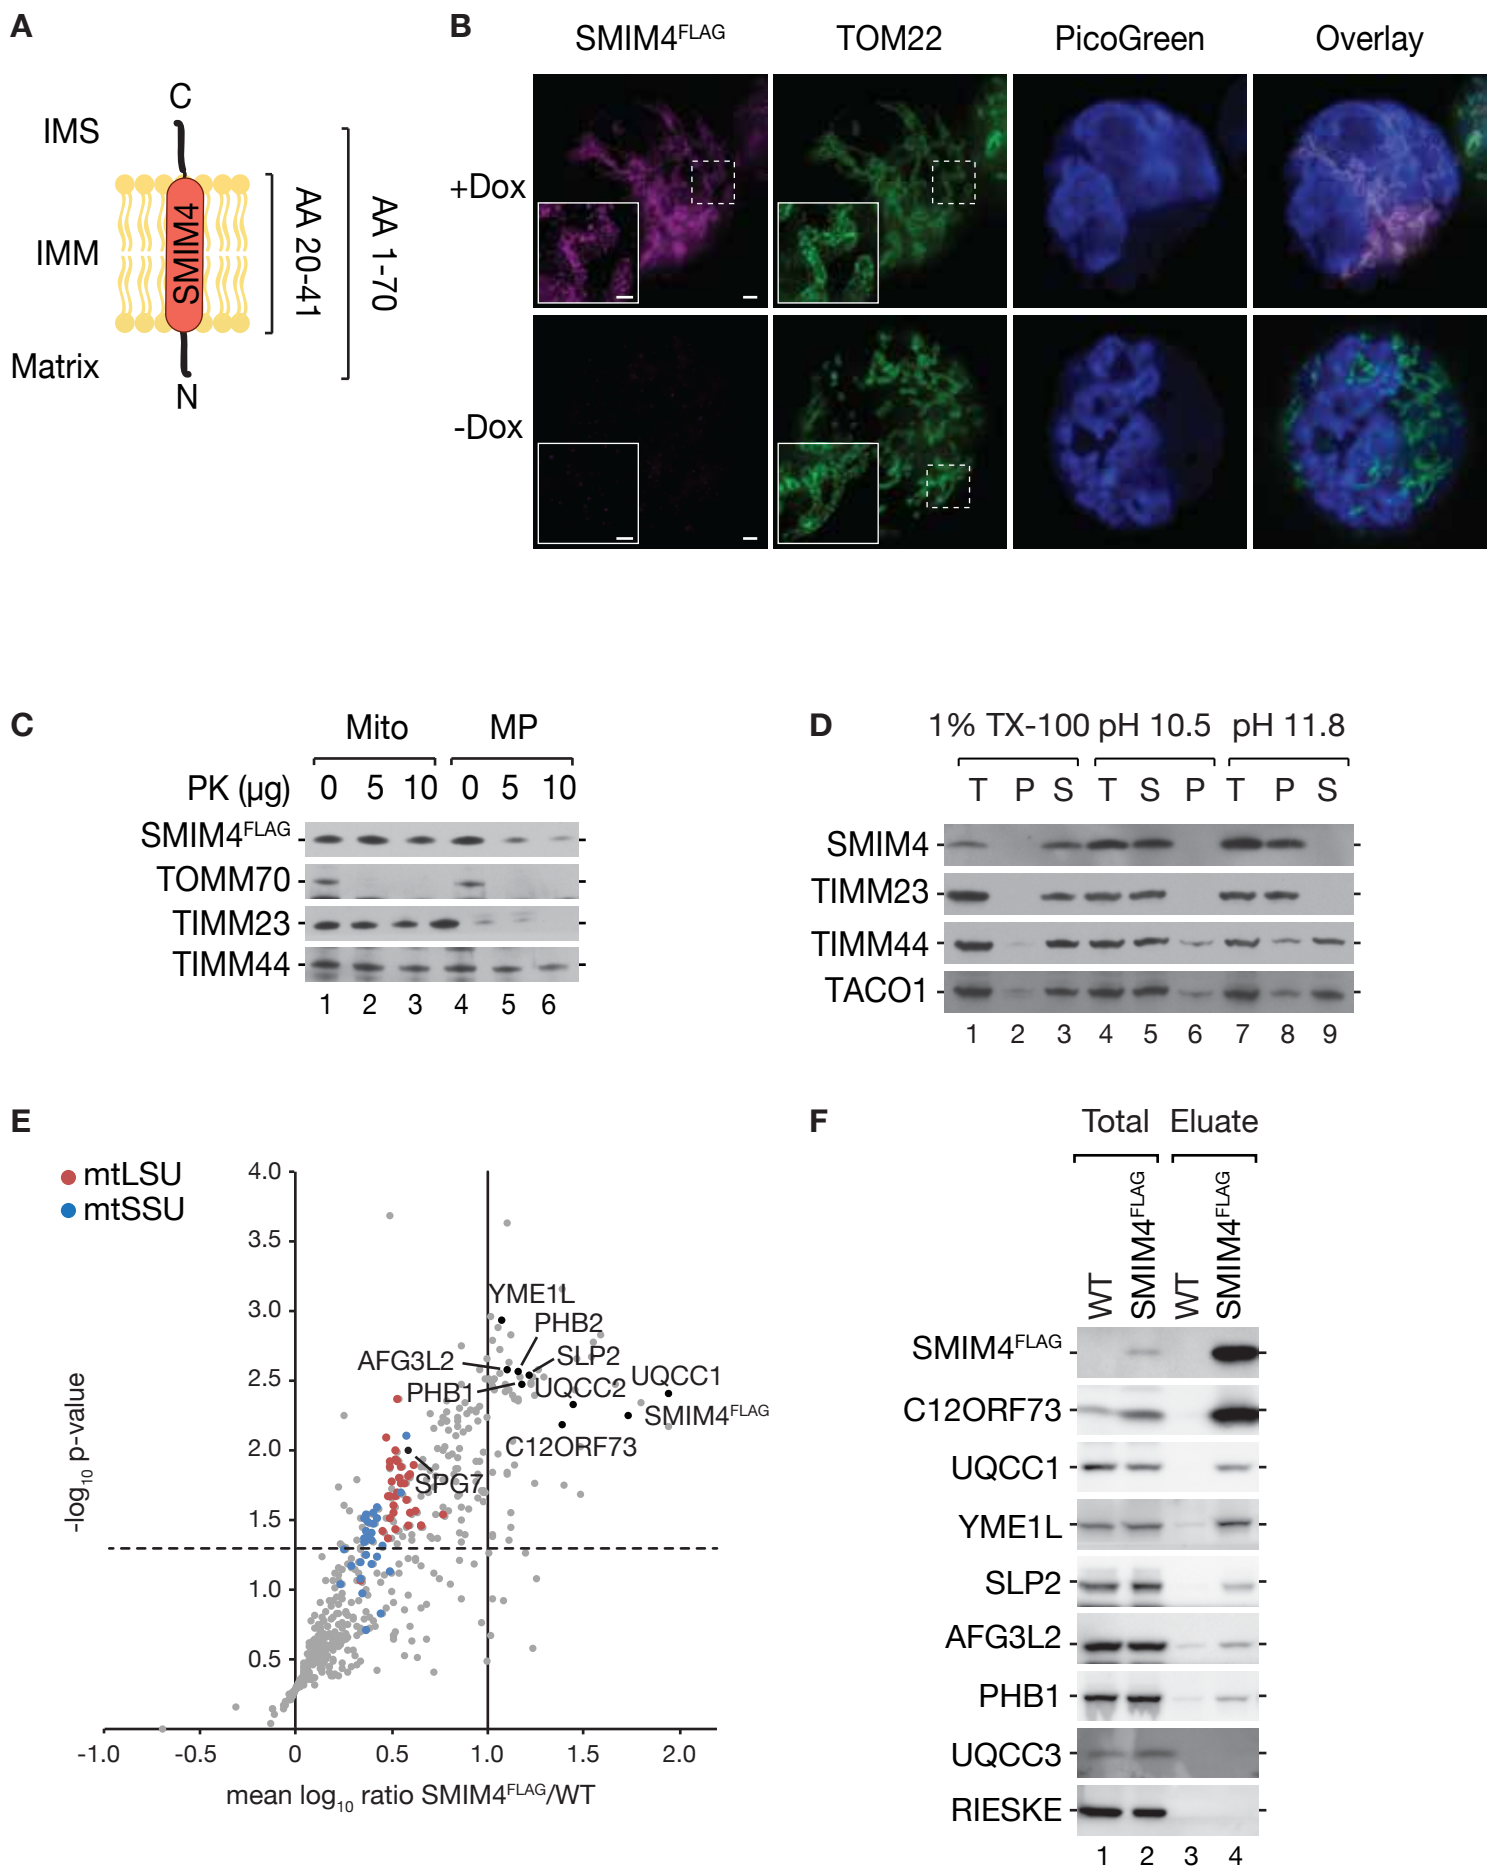 A
C
IMS
IMM
Matrix
SMIM4
N
AA 20-41
AA 1-70
B
SMIM4FLAG TOM22 PicoGreen Overlay
+Dox
-Dox
C
Mito MP
PK (µg) 0 5 10 0 5 10
SMIM4FLAG
TOMM70
TIMM23
TIMM44
1 2 3 4 5 6
D
1% TX-100 pH 10.5 pH 11.8
T P S T S P T P S
SMIM4
TIMM23
TIMM44
TACO1
1 2 3 4 5 6 7 8 9
E
mtLSU
mtSSU
4.0
3.5
3.0
2.5
2.0
1.5
1.0
0.5
-log10 p-value
YME1L
PHB2
AFG3L2
SLP2
PHB1
UQCC2
UQCC1
SMIM4FLAG
C12ORF73
SPG7
-1.0 -0.5 0 0.5 1.0 1.5 2.0
mean log10 ratio SMIM4FLAG/WT
F
Total Eluate
WT SMIM4FLAG WT SMIM4FLAG
SMIM4FLAG
C12ORF73
UQCC1
YME1L
SLP2
AFG3L2
PHB1
UQCC3
RIESKE
1 2 3 4